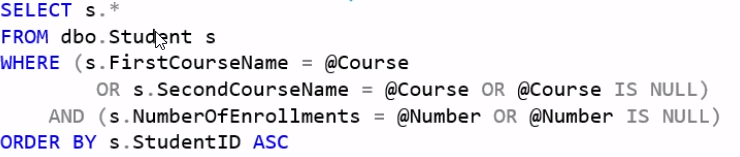 SELECT s.*
FROM dbo.Student s
WHERE (s.FirstCourseName = @Course
OR s.SecondCourseName = @Course OR @Course IS NULL)
AND (s.NumberOfEnrollments = @Number OR @Number IS NULL)
ORDER BY s.StudentID ASC